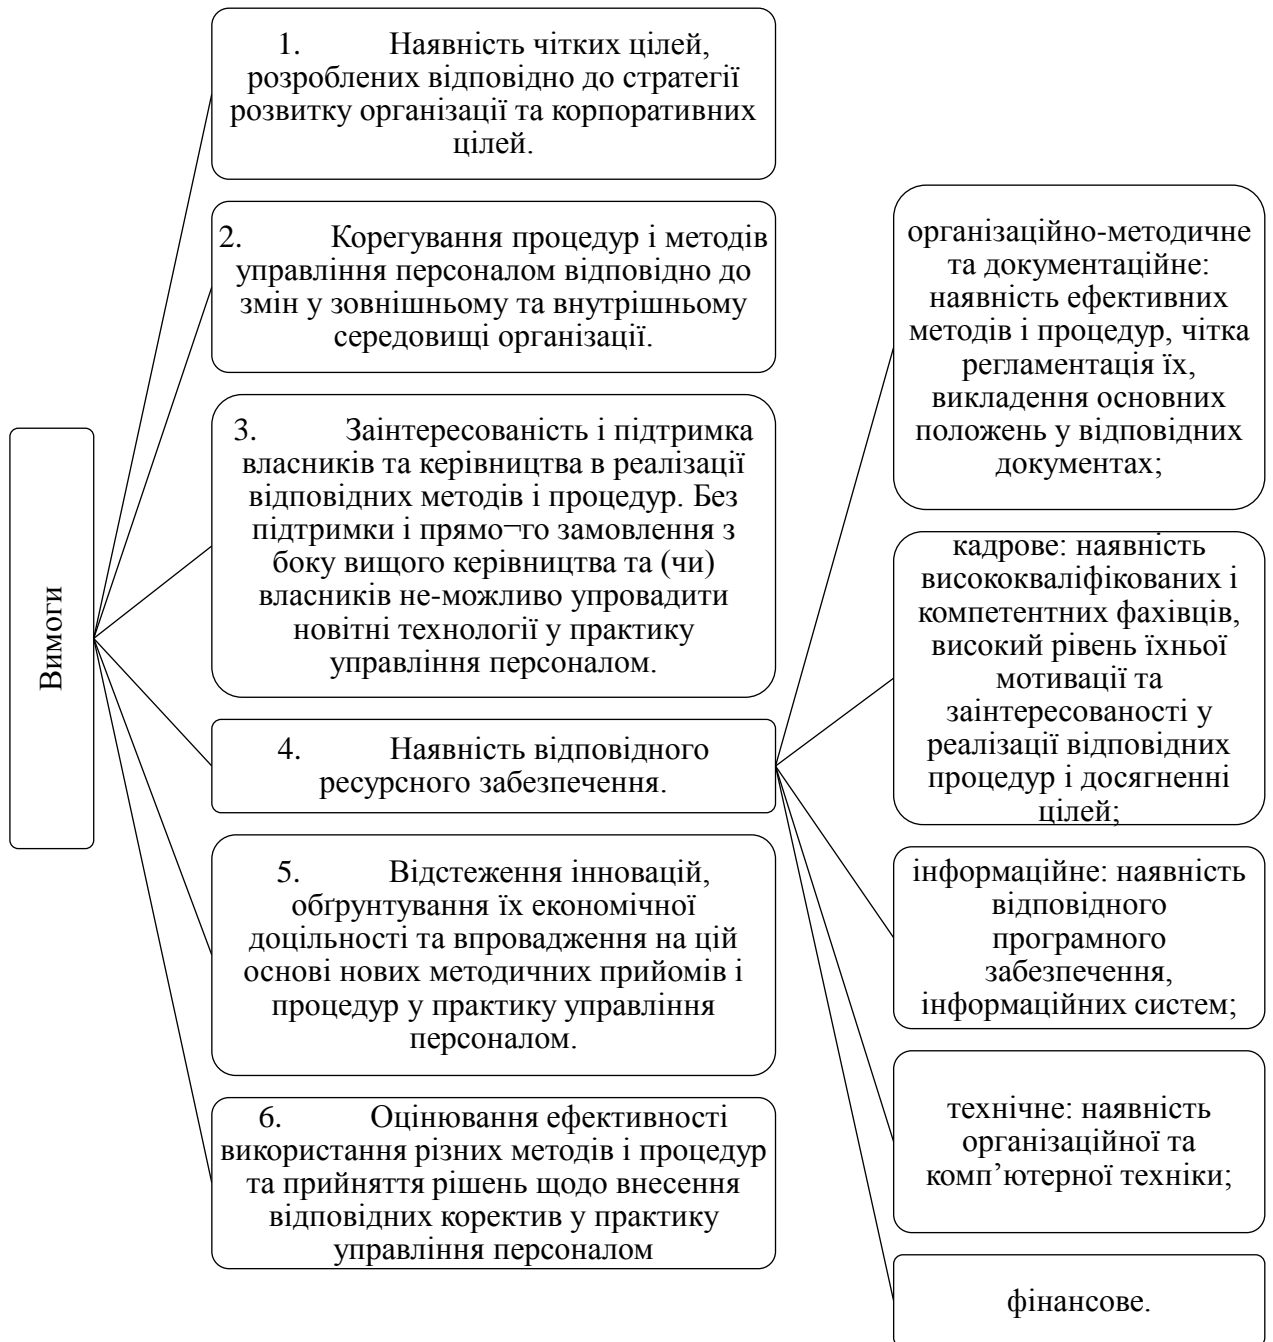 Вимоги
1. Наявність чітких цілей,
розроблених відповідно до стратегії
розвитку організації та корпоративних
цілей.
2. Корегування процедур і методів
управління персоналом відповідно до
змін у зовнішньому та внутрішньому
середовищі організації.
3. Заінтересованість і підтримка
власників та керівництва в реалізації
відповідних методів і процедур. Без
підтримки і прямо¬го замовлення з
боку вищого керівництва та (чи)
власників не-можливо упровадити
новітні технології у практику
управління персоналом.
4. Наявність відповідного
ресурсного забезпечення.
5. Відстеження інновацій,
обґрунтування їх економічної
доцільності та впровадження на цій
основі нових методичних прийомів і
процедур у практику управління
персоналом.
6. Оцінювання ефективності
використання різних методів і процедур
та прийняття рішень щодо внесення
відповідних коректив у практику
управління персоналом
організаційно-методичне
та документаційне:
наявність ефективних
методів і процедур, чітка
регламентація їх,
викладення основних
положень у відповідних
документах;
кадрове: наявність
висококваліфікованих і
компетентних фахівців,
високий рівень їхньої
мотивації та
заінтересованості у
реалізації відповідних
процедур і досягненні
цілей;
інформаційне: наявність
відповідного
програмного
забезпечення,
інформаційних систем;
технічне: наявність
організаційної та
комп’ютерної техніки;
фінансове.